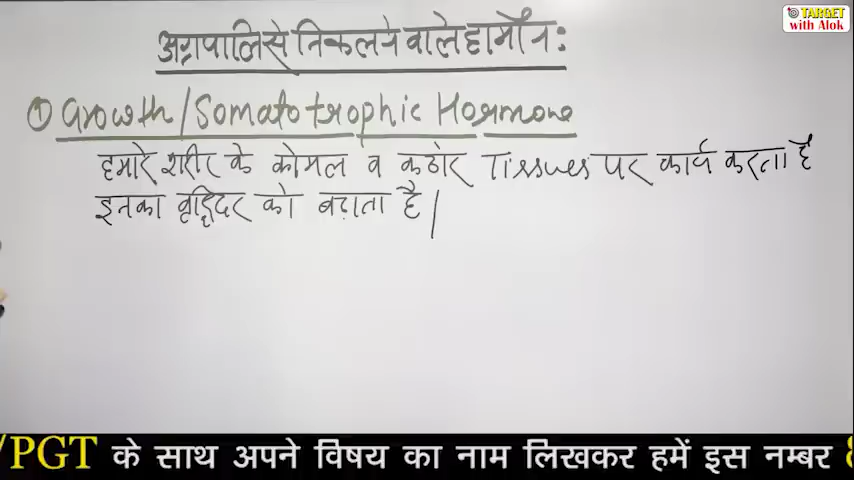 TARGET
with Alok
अग्रपालि से निकलने वाले हार्मोन :
① Growth/Somatotrophic Hormone
हमारे शरीर के कोमल व कठोर Tissues पर कार्य करता है
इनका वृद्धिदर को बढ़ाता है।
/PGT के साथ अपने विषय का नाम लिखकर हमें इस नम्बर